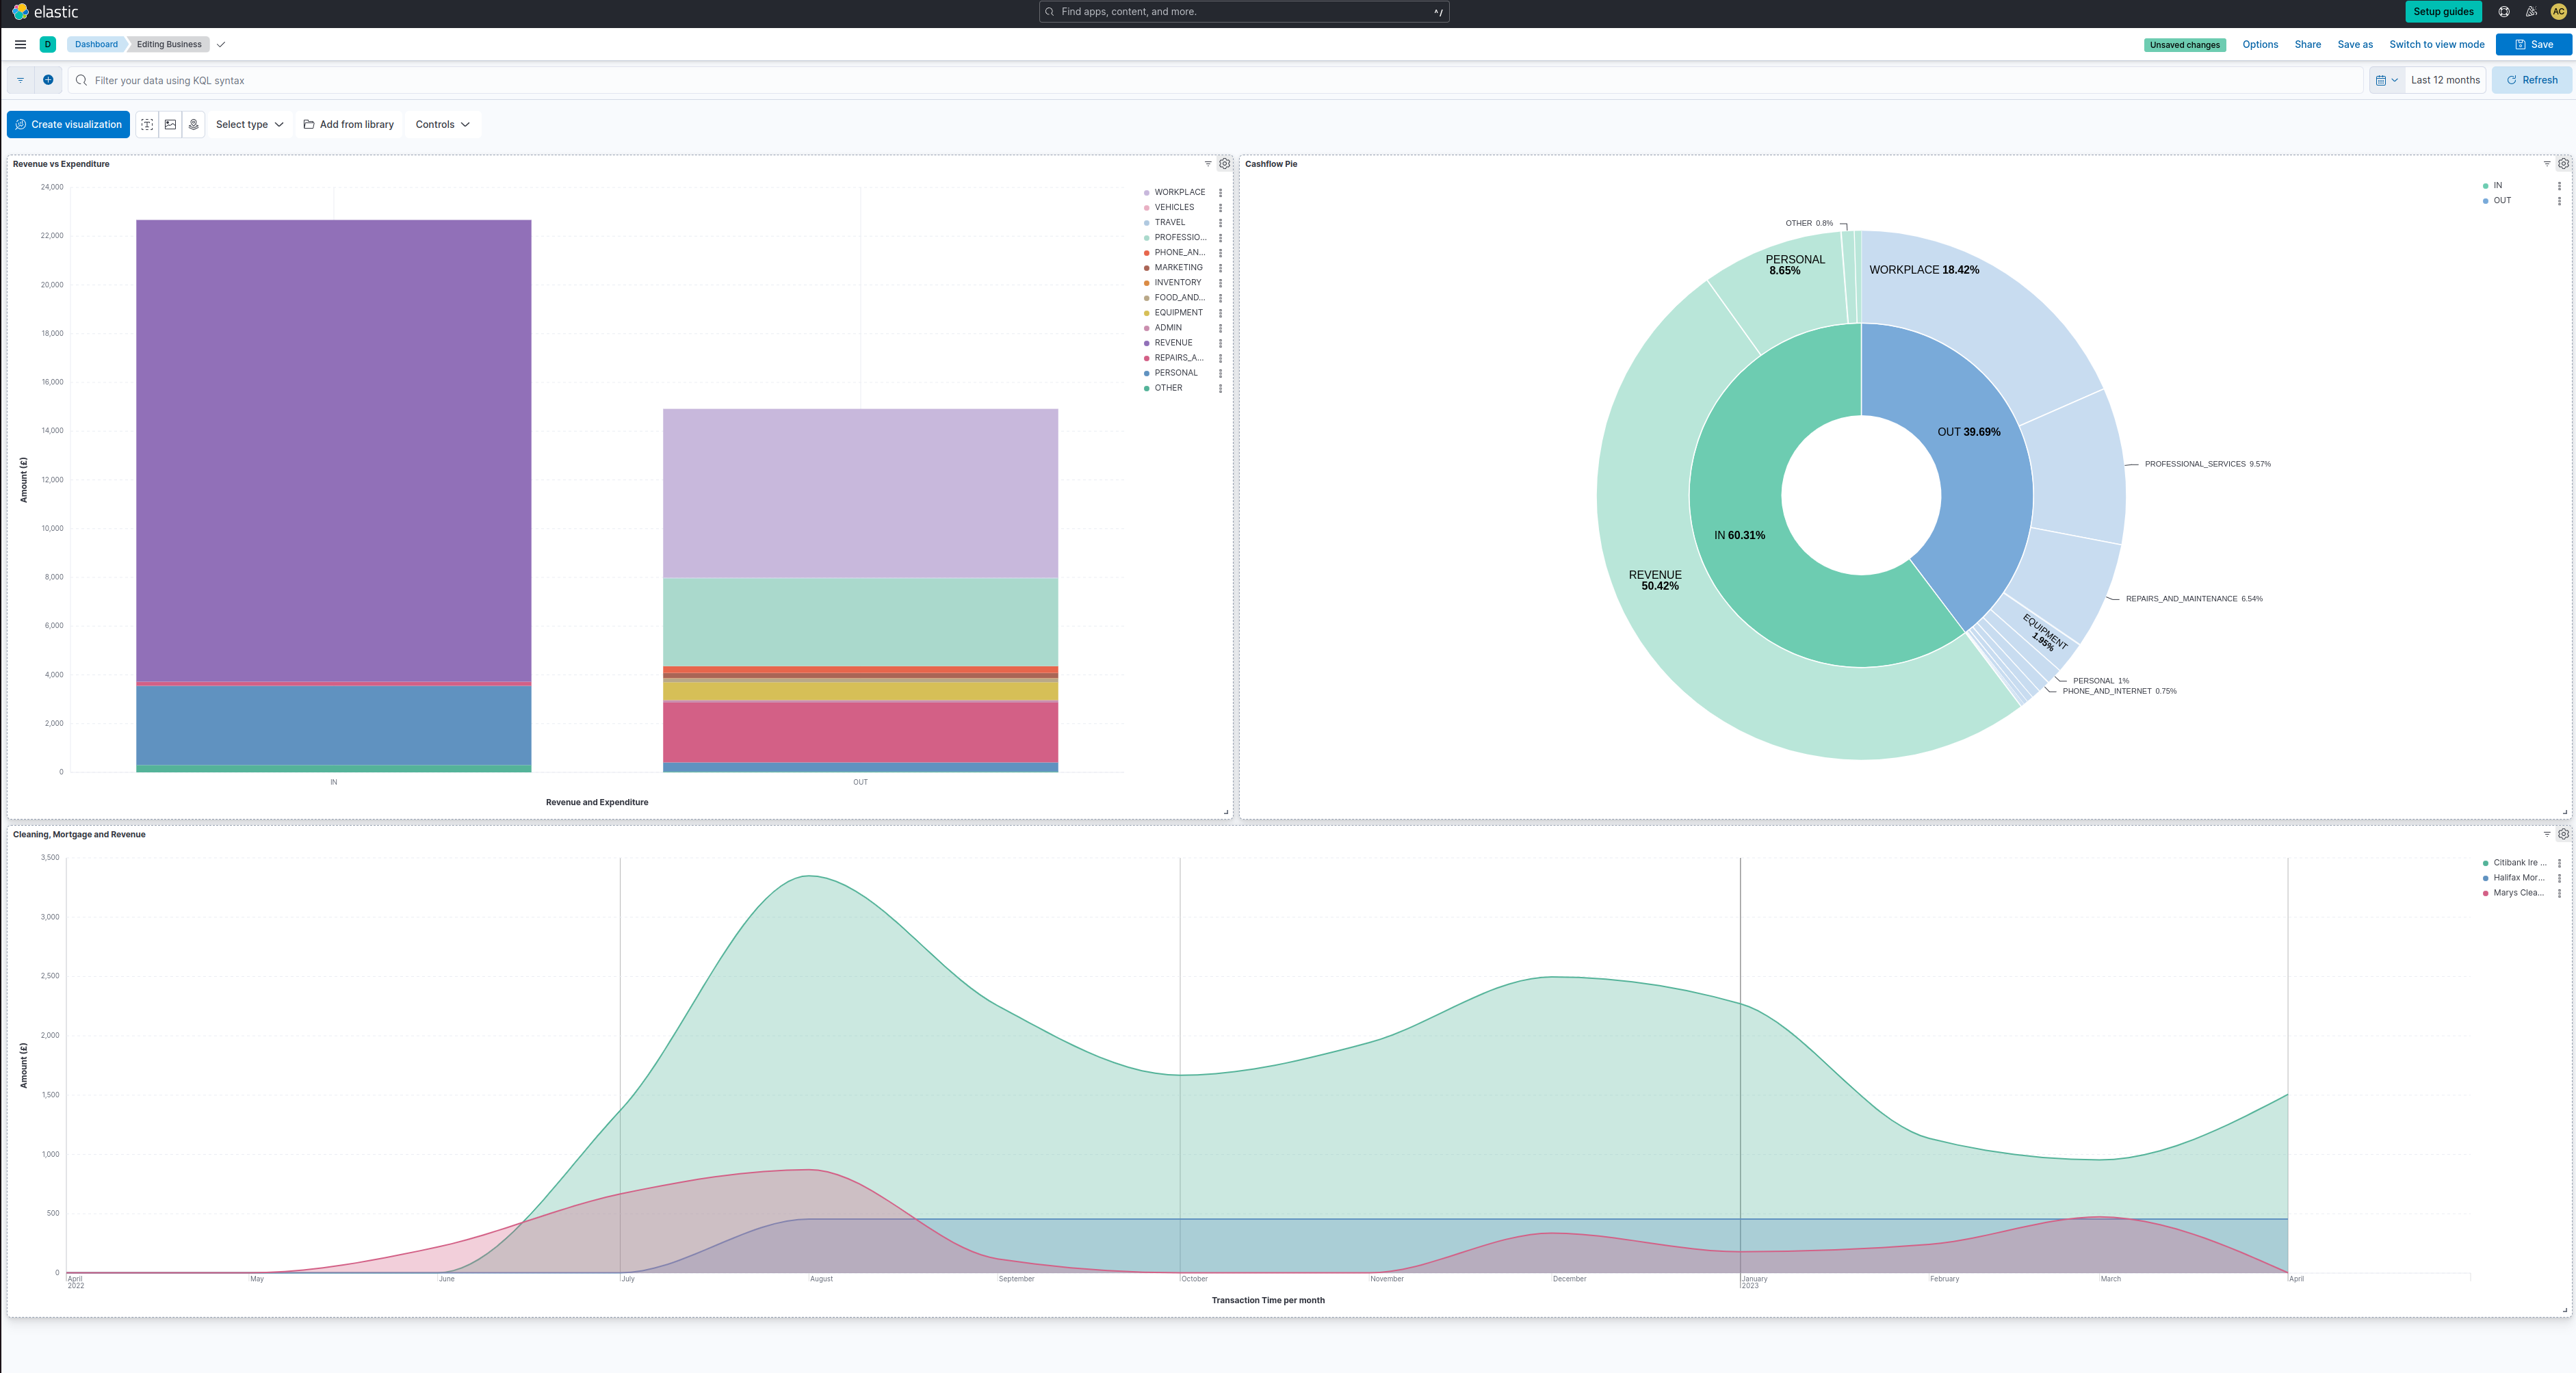 elastic
Find apps, content, and more.
^/
Setup guides
AC
D
Dashboard
Editing Business
Unsaved changes
Options
Share
Save as
Switch to view mode
Save
Filter your data using KQL syntax
Last 12 months
Refresh
Create visualization
Select type
Add from library
Controls
Revenue vs Expenditure
24,000
22,000
20,000
18,000
16,000
14,000
12,000
10,000
8,000
6,000
4,000
2,000
0
Amount (£)
IN
OUT
Revenue and Expenditure
WORKPLACE
VEHICLES
TRAVEL
PROFESSIO...
PHONE_AN...
MARKETING
INVENTORY
FOOD_AND...
EQUIPMENT
ADMIN
REVENUE
REPAIRS_A...
PERSONAL
OTHER
Cashflow Pie
IN
OUT
OTHER 0.8%
PERSONAL
8.65%
WORKPLACE 18.42%
OUT 39.69%
PROFESSIONAL_SERVICES 9.57%
IN 60.31%
REVENUE
50.42%
REPAIRS_AND_MAINTENANCE 6.54%
EQUIPMENT
1.95%
PERSONAL 1%
PHONE_AND_INTERNET 0.75%
Cleaning, Mortgage and Revenue
3,500
3,000
2,500
2,000
1,500
1,000
500
0
Amount (£)
April
2022
May
June
July
August
September
October
November
December
January
2023
February
March
April
Transaction Time per month
Citibank Ire ...
Halifax Mor...
Marys Clea...